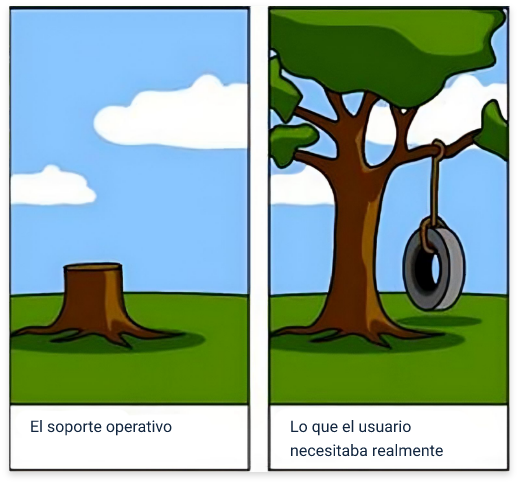 El soporte operativo
Lo que el usuario
necesitaba realmente